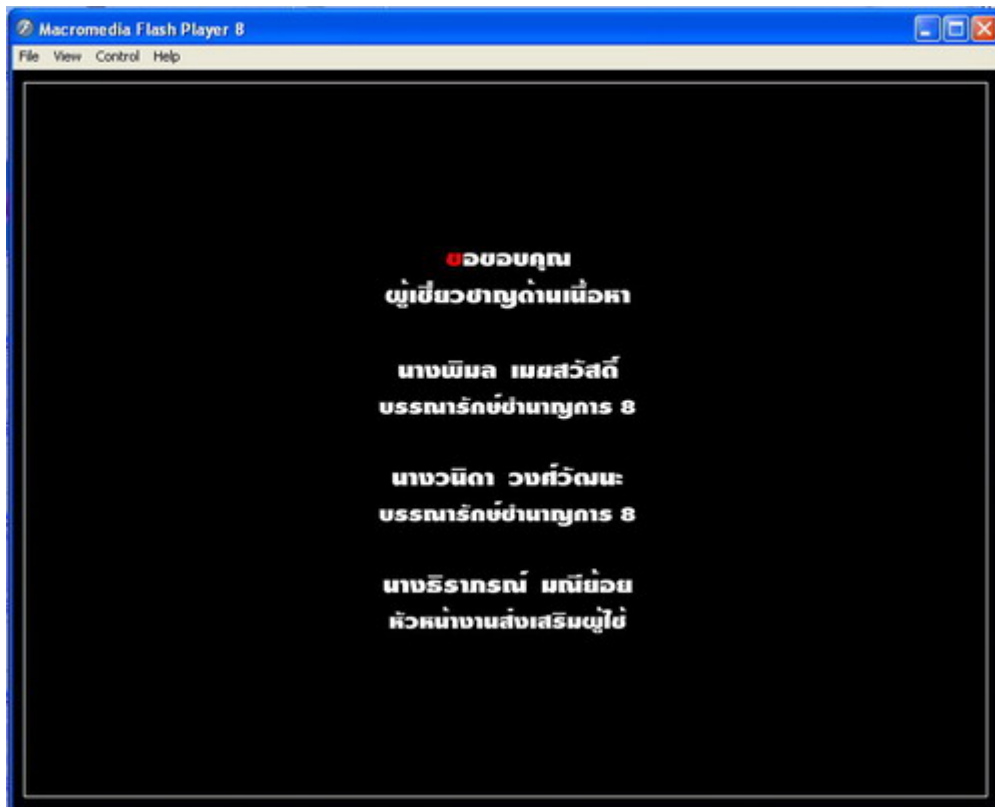 Macromedia Flash Player 8
File View Control Help
ขอขอบคุณ
ผู้เชี่ยวชาญด้านเนื้อหา
นางพิมล เมฆสวัสดิ์
บรรณารักษ์ชำนาญการ 8
นางวนิดา วงศ์วัฒนะ
บรรณารักษ์ชำนาญการ 8
นางธิราภรณ์ มณีย้อย
หัวหน้างานส่งเสริมผู้ใช้